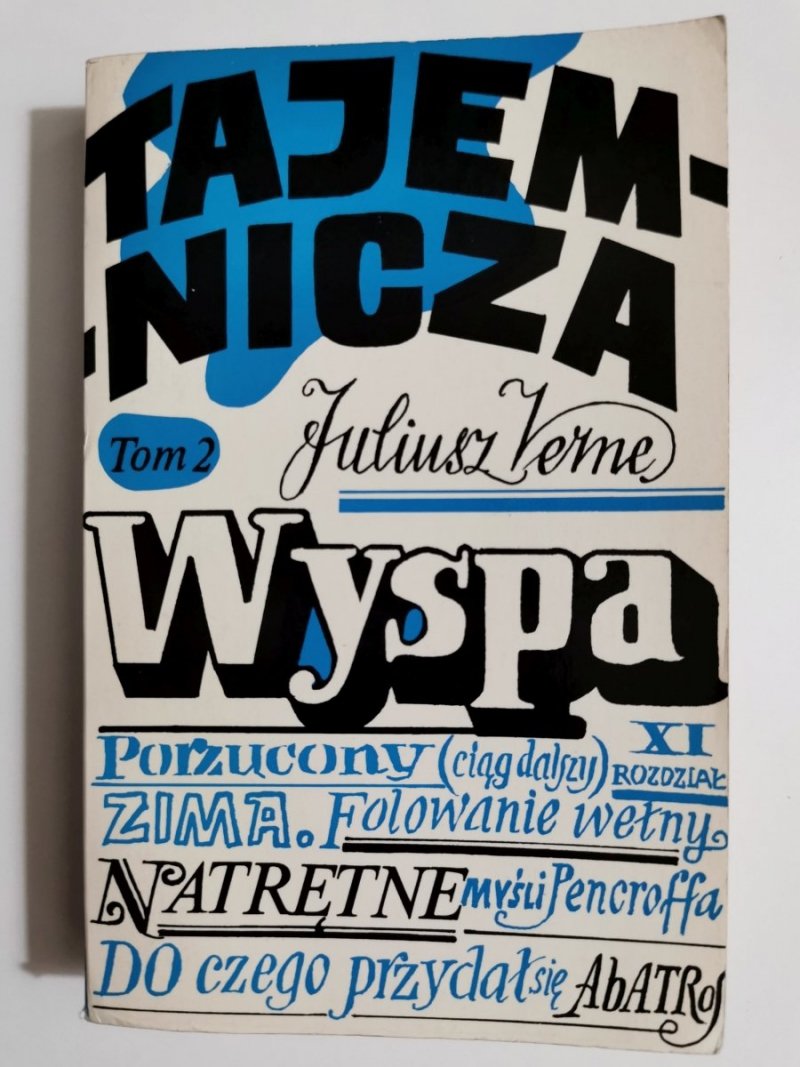 TAJEM-
-NICZA
Tom 2 Juliusz Verne
Wyspa
Porzucony (ciąg dalszy) XI ROZDZIAŁ
ZIMA. Folowanie wełny
NATRĘTNE myśli Pencroffa
DO czego przydał się AbATROS